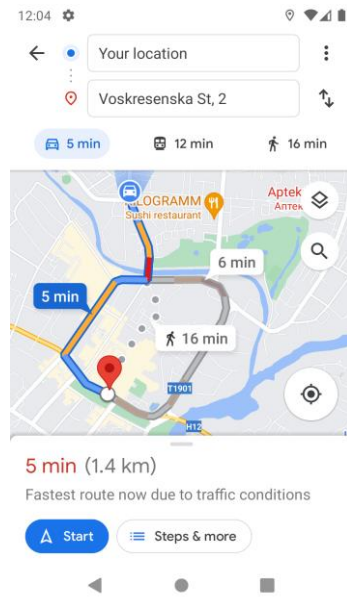 12:04
Your location
Voskresenska St, 2
5 min
12 min
16 min
LOGRAMM
Sushi restaurant
Aptek
Аптек
6 min
5 min
16 min
T1901
H12
5 min (1.4 km)
Fastest route now due to traffic conditions
Start
Steps & more